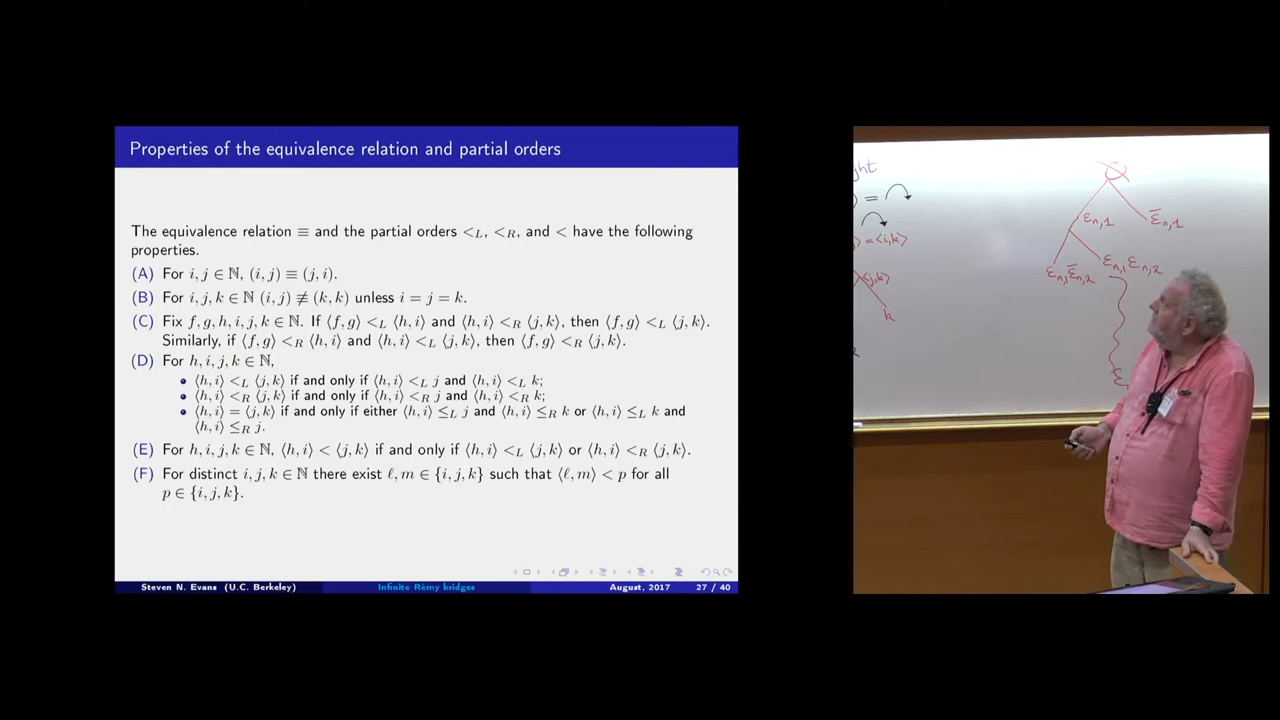 Properties of the equivalence relation and partial orders
The equivalence relation ≡ and the partial orders <_L, <_R, and < have the following
properties.
(A) For i, j ∈ ℕ, (i, j) ≡ (j, i).
(B) For i, j, k ∈ ℕ (i, j) ≢ (k, k) unless i = j = k.
(C) Fix f, g, h, i, j, k ∈ ℕ. If ⟨f, g⟩ <_L ⟨h, i⟩ and ⟨h, i⟩ <_R ⟨j, k⟩, then ⟨f, g⟩ <_L ⟨j, k⟩.
Similarly, if ⟨f, g⟩ <_R ⟨h, i⟩ and ⟨h, i⟩ <_L ⟨j, k⟩, then ⟨f, g⟩ <_R ⟨j, k⟩.
(D) For h, i, j, k ∈ ℕ,
• ⟨h, i⟩ <_L ⟨j, k⟩ if and only if ⟨h, i⟩ <_L j and ⟨h, i⟩ <_L k;
• ⟨h, i⟩ <_R ⟨j, k⟩ if and only if ⟨h, i⟩ <_R j and ⟨h, i⟩ <_R k;
• ⟨h, i⟩ = ⟨j, k⟩ if and only if either ⟨h, i⟩ ≤_L j and ⟨h, i⟩ ≤_R k or ⟨h, i⟩ ≤_L k and
⟨h, i⟩ ≤_R j.
(E) For h, i, j, k ∈ ℕ, ⟨h, i⟩ < ⟨j, k⟩ if and only if ⟨h, i⟩ <_L ⟨j, k⟩ or ⟨h, i⟩ <_R ⟨j, k⟩.
(F) For distinct i, j, k ∈ ℕ there exist ℓ, m ∈ {i, j, k} such that ⟨ℓ, m⟩ < p for all
p ∈ {i, j, k}.
Steven N. Evans (U.C. Berkeley) Infinite Rémy bridges August, 2017 27 / 40
ght
) =
⟩ = ⟨i,k⟩
⟨j,k⟩
k
ε_{n,1} ε̄_{n,1}
ε_{n,1} ε̄_{n,2} ε_{n,1} ε_{n,2}